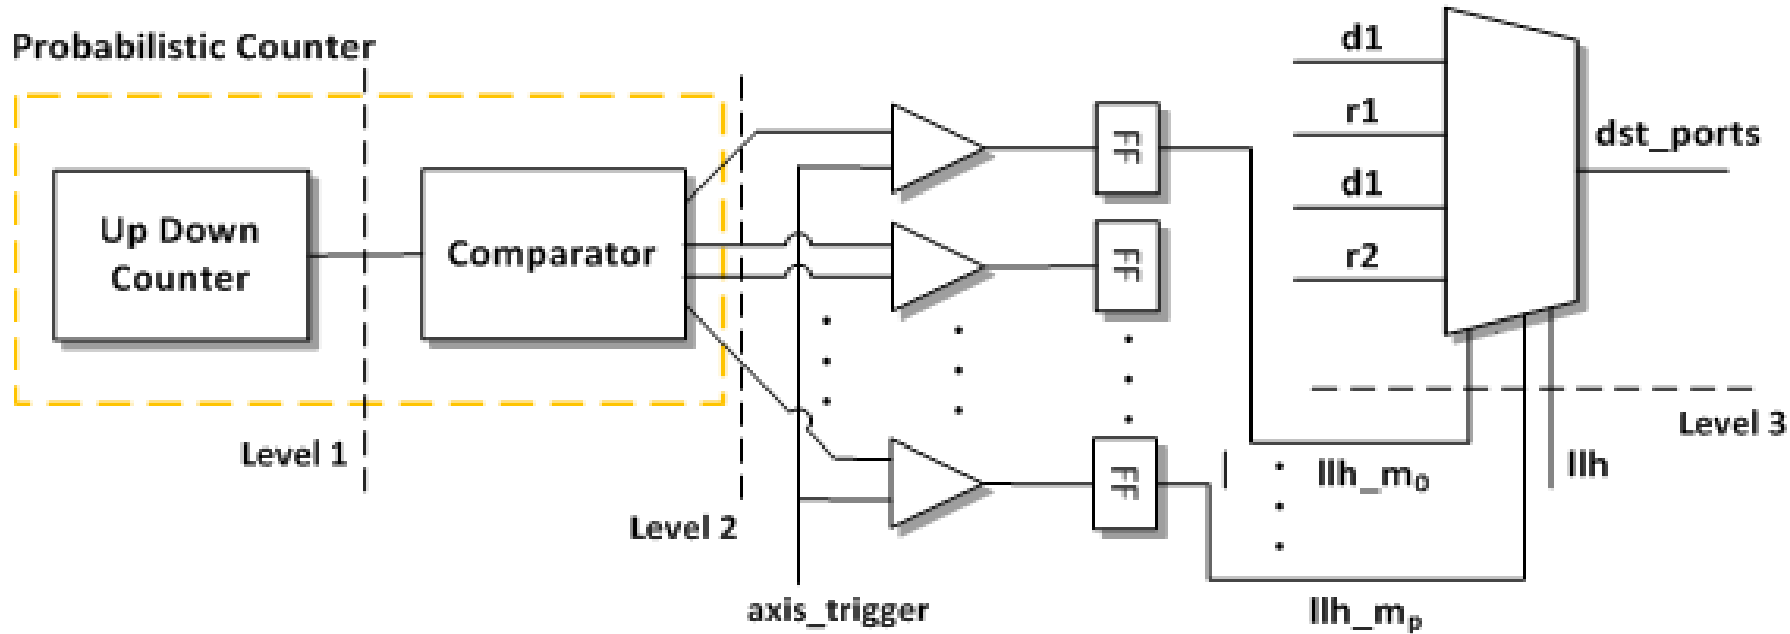 Probabilistic Counter
Up Down
Counter
Comparator
Level 1
Level 2
axis_trigger
FF
FF
FF
d1
r1
d1
r2
dst_ports
Level 3
llh_m₀
llh
llh_mₚ